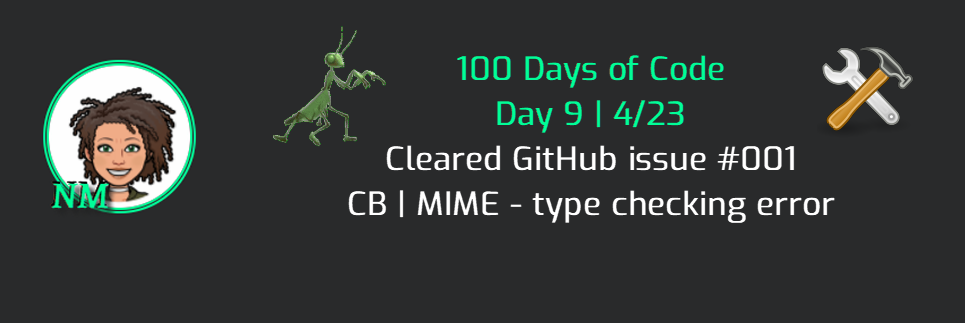 100 Days of Code
Day 9 | 4/23
Cleared GitHub issue #001
CB | MIME - type checking error
NM